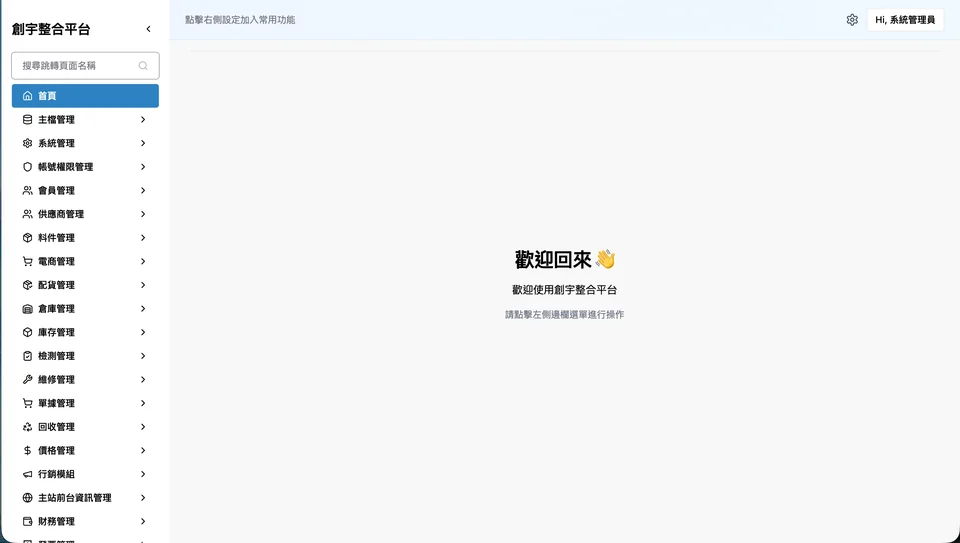 創宇整合平台
搜尋跳轉頁面名稱
首頁
主檔管理
系統管理
帳號權限管理
會員管理
供應商管理
料件管理
電商管理
配貨管理
倉庫管理
庫存管理
檢測管理
維修管理
單據管理
回收管理
價格管理
行銷模組
主站前台資訊管理
財務管理
點擊右側設定加入常用功能
Hi, 系統管理員
歡迎回來👋
歡迎使用創宇整合平台
請點擊左側邊欄選單進行操作